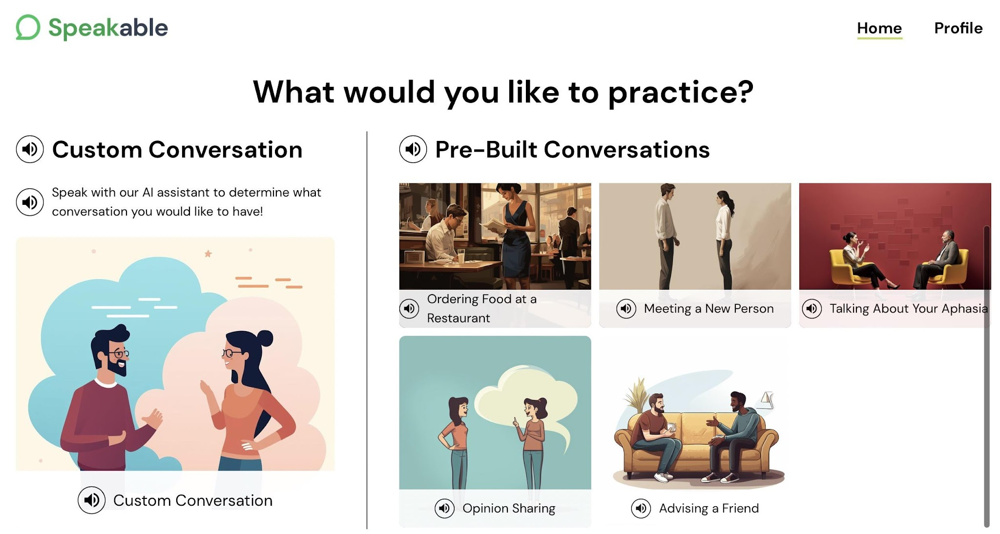 Speakable
Home
Profile
What would you like to practice?
Custom Conversation
Speak with our AI assistant to determine what
conversation you would like to have!
Custom Conversation
Pre-Built Conversations
Ordering Food at a
Restaurant
Meeting a New Person
Talking About Your Aphasia
Opinion Sharing
Advising a Friend